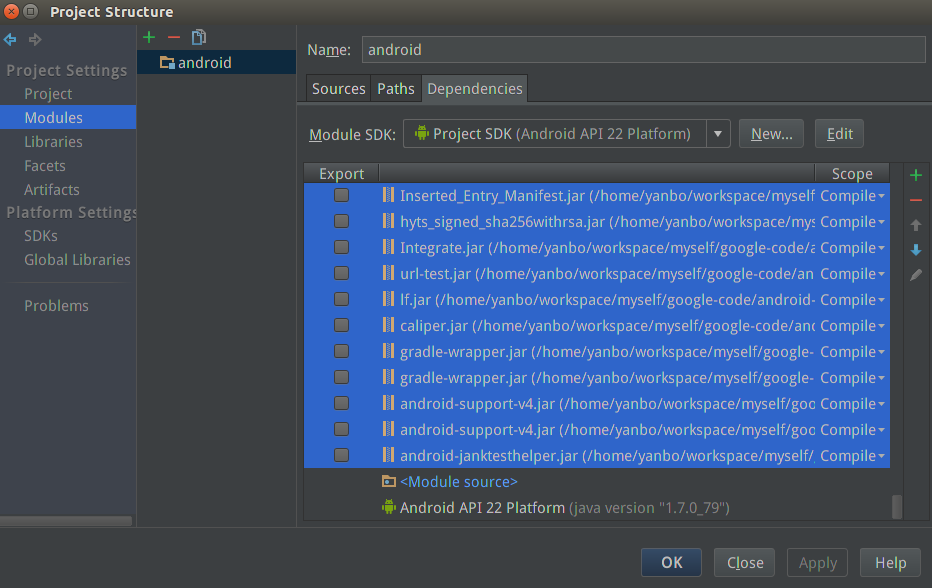 Project Structure
Project Settings
Project
Modules
Libraries
Facets
Artifacts
Platform Settings
SDKs
Global Libraries
Problems
android
Name: android
Sources Paths Dependencies
Module SDK: Project SDK (Android API 22 Platform) New... Edit
Export Scope
Inserted_Entry_Manifest.jar (/home/yanbo/workspace/myself Compile
hyts_signed_sha256withrsa.jar (/home/yanbo/workspace/mys Compile
Integrate.jar (/home/yanbo/workspace/myself/google-code/a Compile
url-test.jar (/home/yanbo/workspace/myself/google-code/an Compile
lf.jar (/home/yanbo/workspace/myself/google-code/android- Compile
caliper.jar (/home/yanbo/workspace/myself/google-code/anc Compile
gradle-wrapper.jar (/home/yanbo/workspace/myself/google- Compile
gradle-wrapper.jar (/home/yanbo/workspace/myself/google- Compile
android-support-v4.jar (/home/yanbo/workspace/myself/goo Compile
android-support-v4.jar (/home/yanbo/workspace/myself/goo Compile
android-janktesthelper.jar (/home/yanbo/workspace/myself/ Compile
<Module source>
Android API 22 Platform (java version "1.7.0_79")
OK Close Apply Help